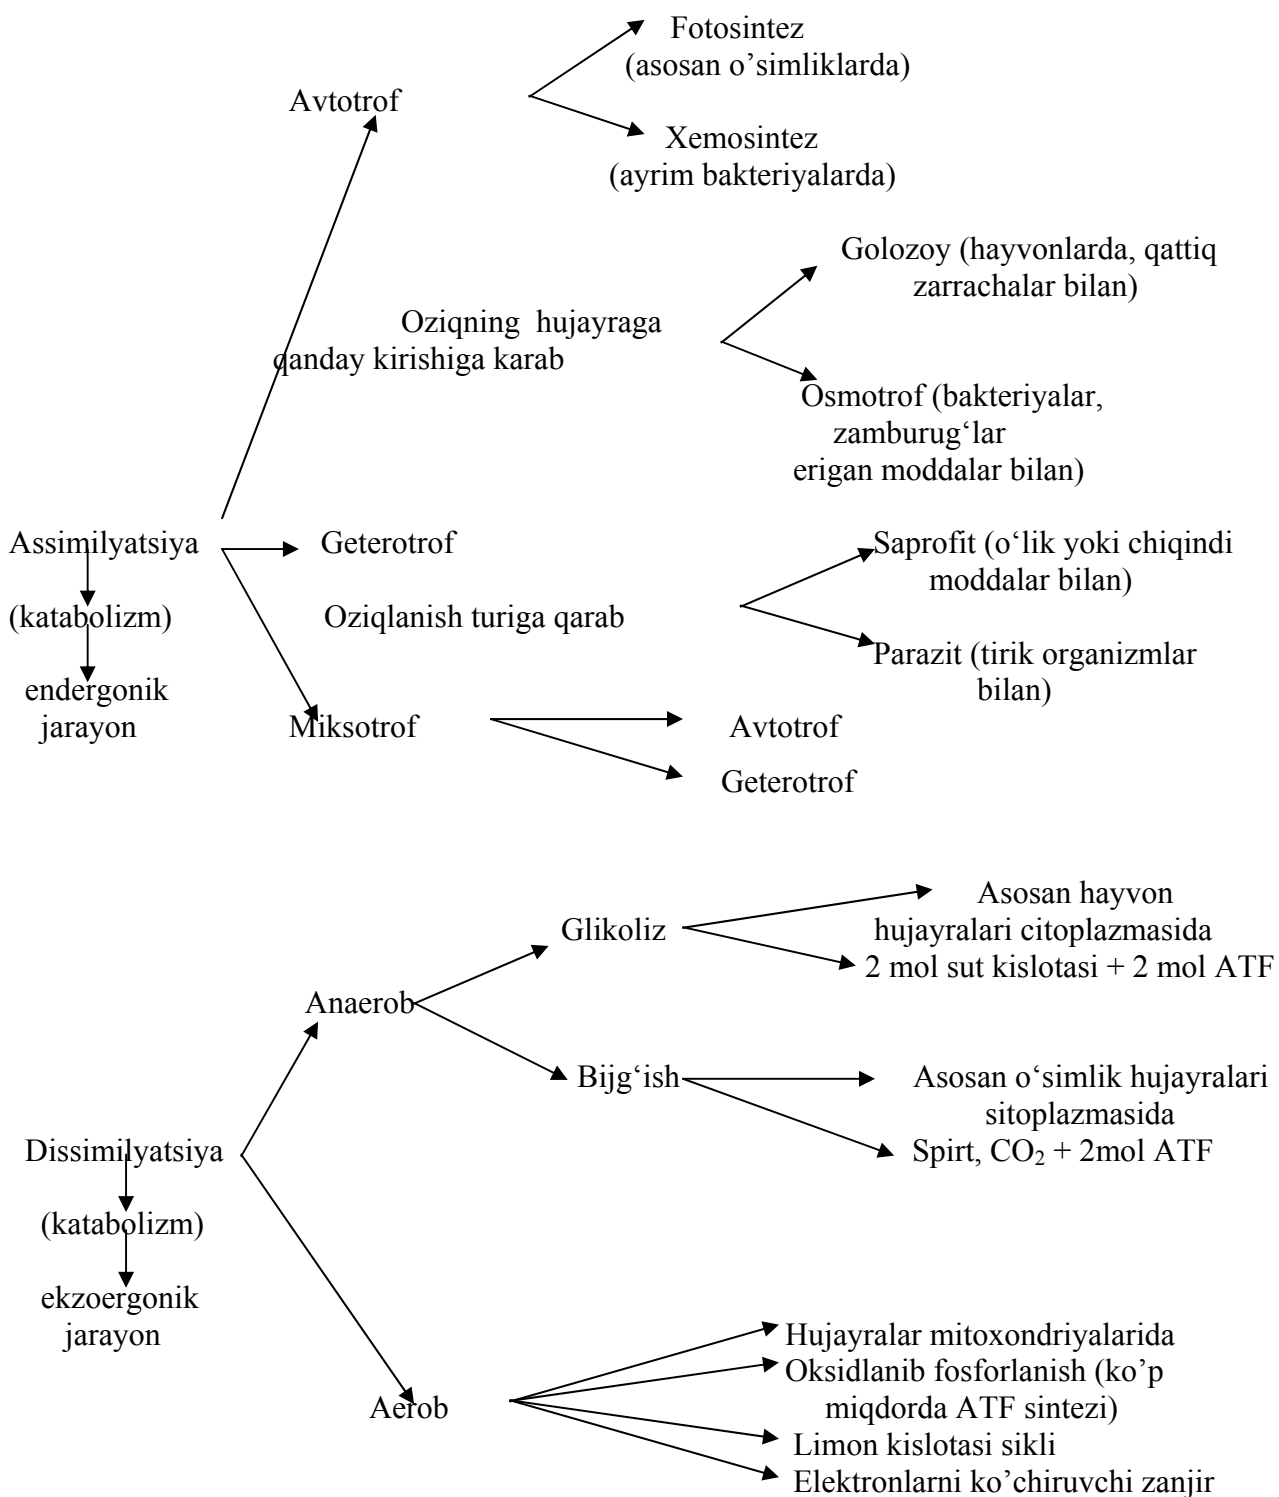 Fotosintez
(asosan o’simliklarda)
Avtotrof
Xemosintez
(ayrim bakteriyalarda)
Golozoy (hayvonlarda, qattiq
zarrachalar bilan)
Oziqning hujayraga
qanday kirishiga karab
Osmotrof (bakteriyalar,
zamburug‘lar
erigan moddalar bilan)
Assimilyatsiya
Geterotrof
Saprofit (o‘lik yoki chiqindi
moddalar bilan)
(katabolizm)
Oziqlanish turiga qarab
Parazit (tirik organizmlar
bilan)
endergonik
jarayon
Miksotrof
Avtotrof
Geterotrof
Asosan hayvon
hujayralari citoplazmasida
Glikoliz
2 mol sut kislotasi + 2 mol ATF
Anaerob
Bijg‘ish
Asosan o‘simlik hujayralari
sitoplazmasida
Dissimilyatsiya
Spirt, CO₂ + 2mol ATF
(katabolizm)
ekzoergonik
jarayon
Hujayralar mitoxondriyalarida
Oksidlanib fosforlanish (ko’p
miqdorda ATF sintezi)
Aerob
Limon kislotasi sikli
Elektronlarni ko’chiruvchi zanjir